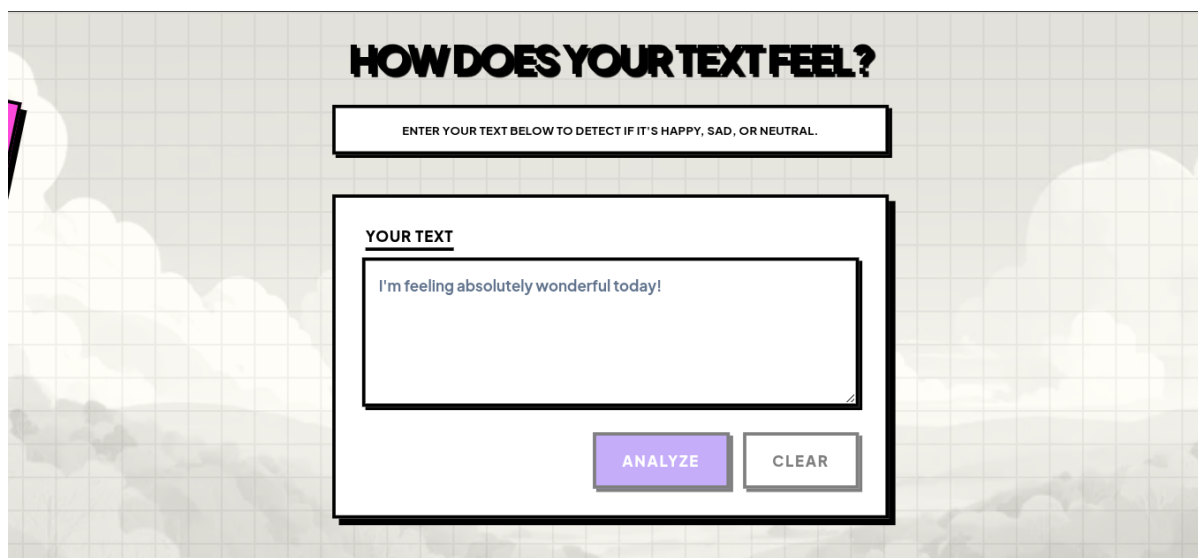 HOW DOES YOUR TEXT FEEL?
ENTER YOUR TEXT BELOW TO DETECT IF IT'S HAPPY, SAD, OR NEUTRAL.
YOUR TEXT
I'm feeling absolutely wonderful today!
ANALYZE
CLEAR